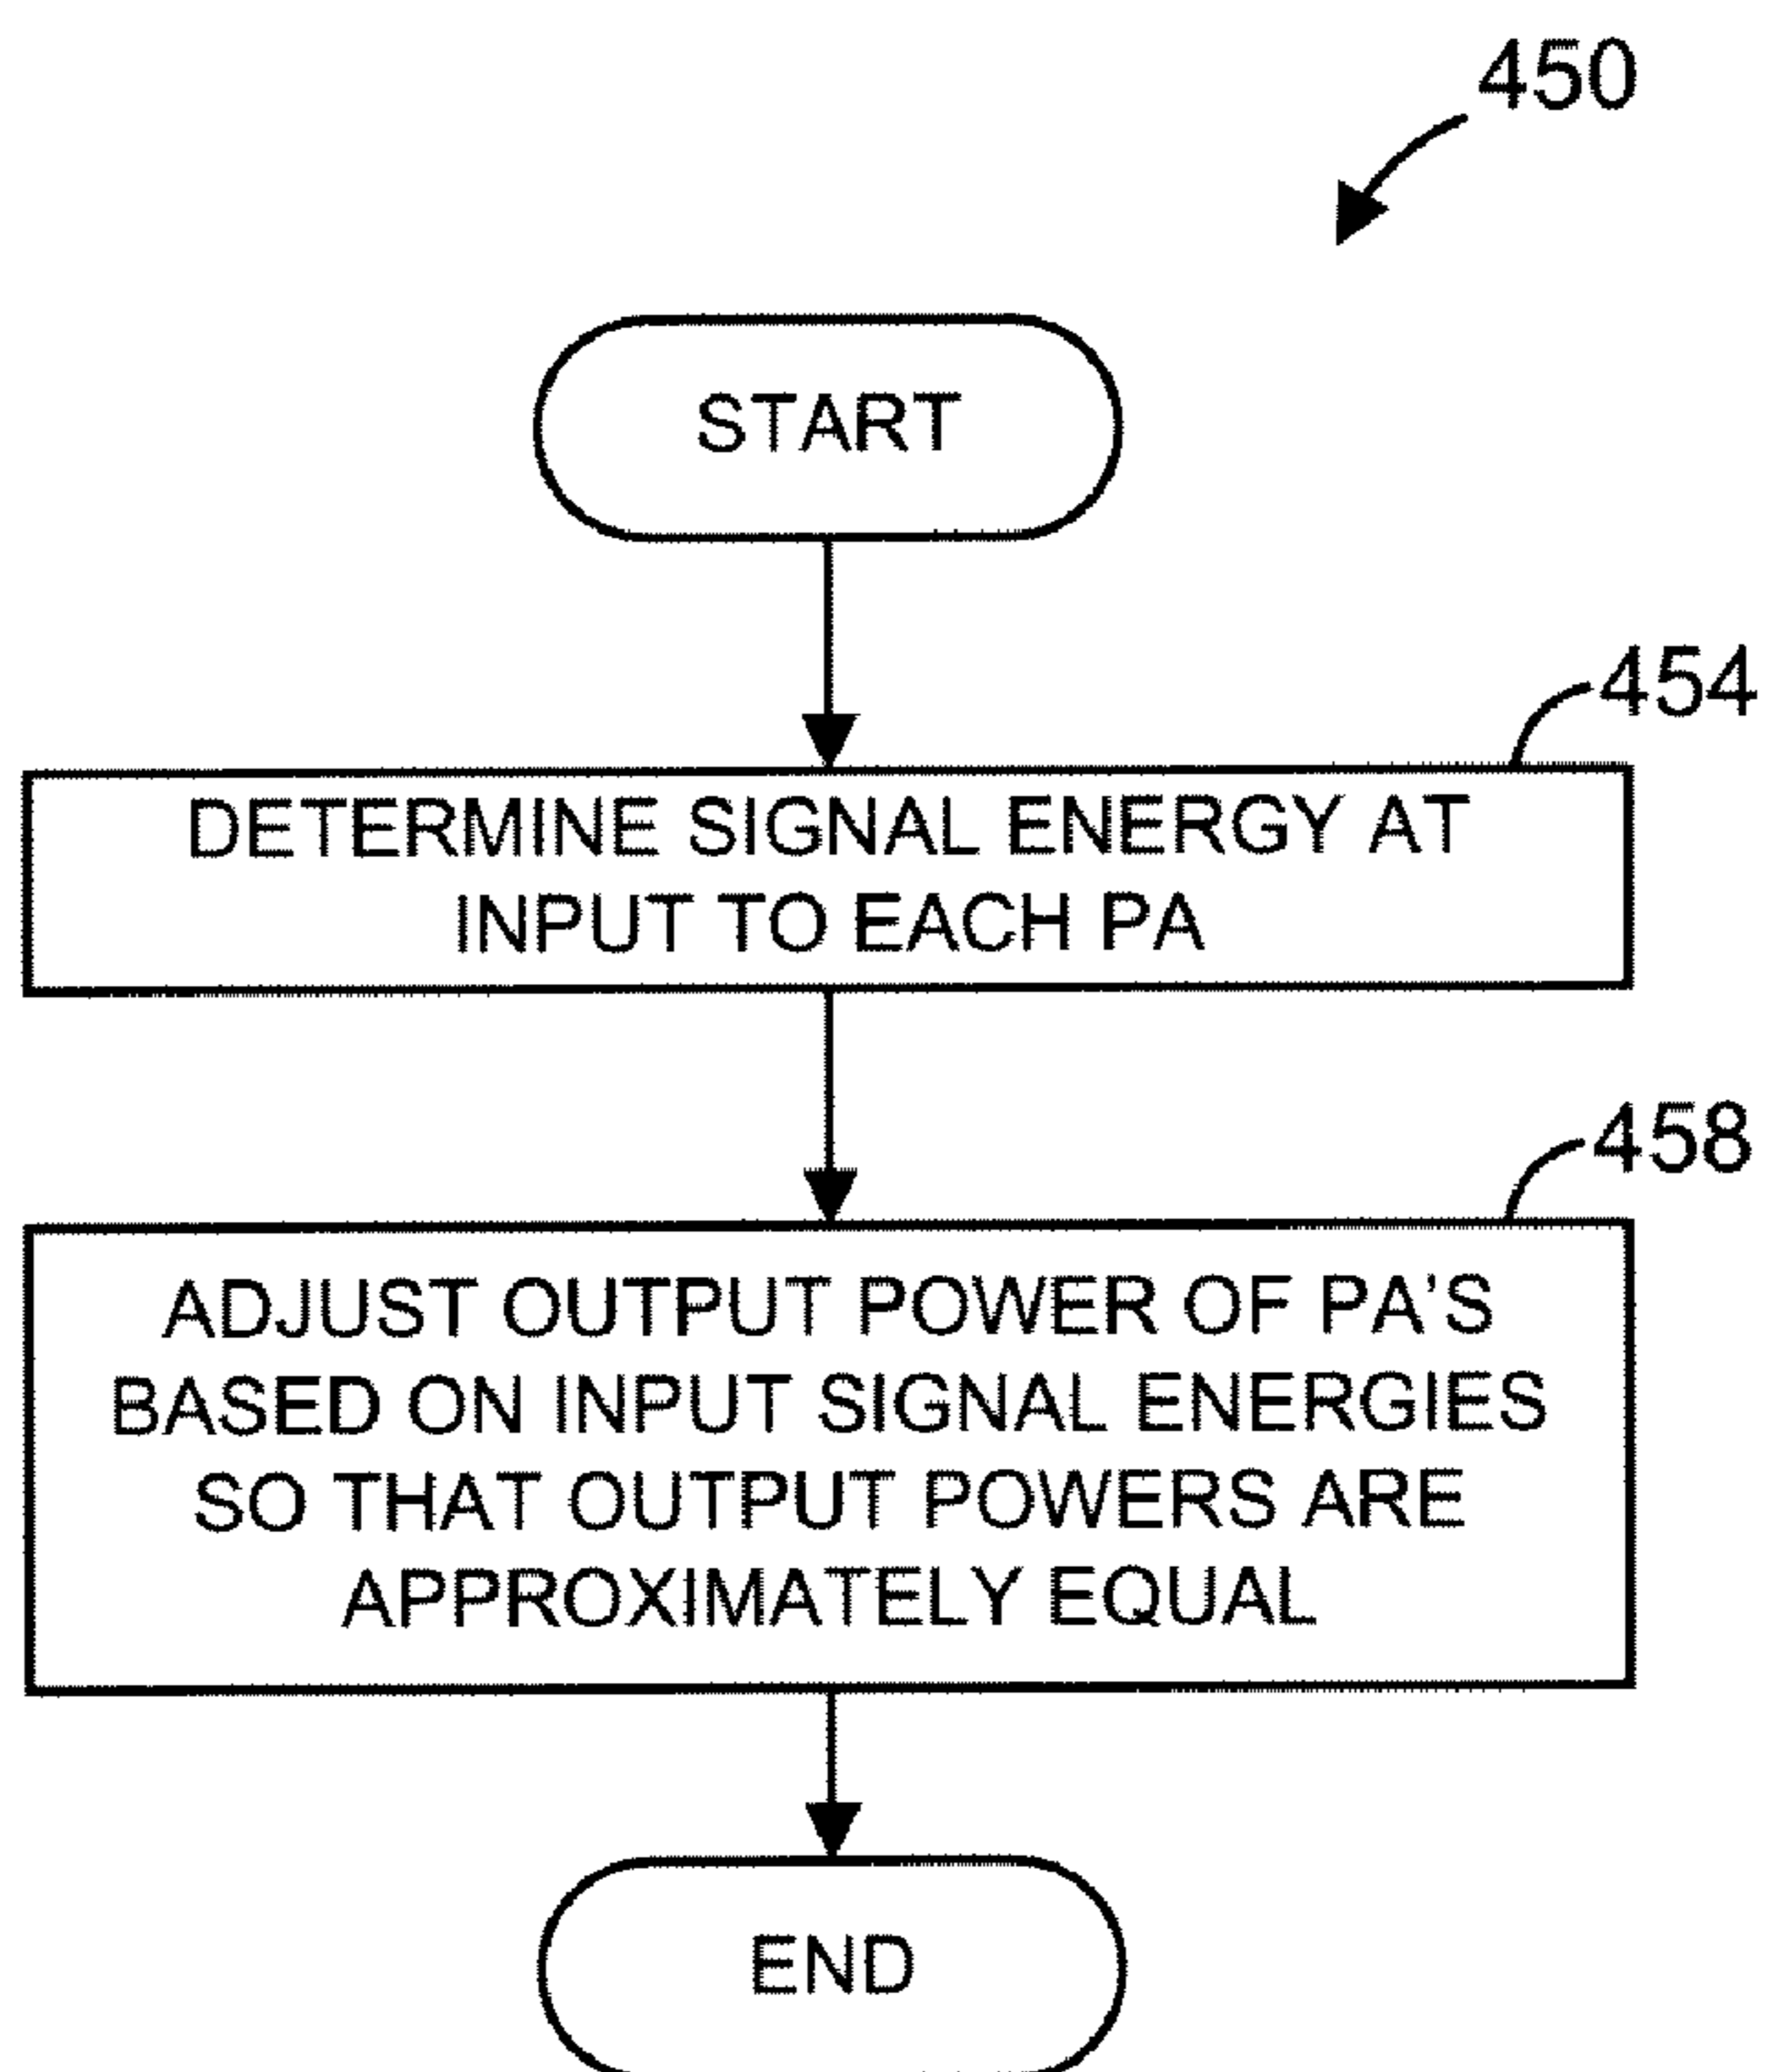 450
START
454
DETERMINE SIGNAL ENERGY AT
INPUT TO EACH PA
458
ADJUST OUTPUT POWER OF PA'S
BASED ON INPUT SIGNAL ENERGIES
SO THAT OUTPUT POWERS ARE
APPROXIMATELY EQUAL
END